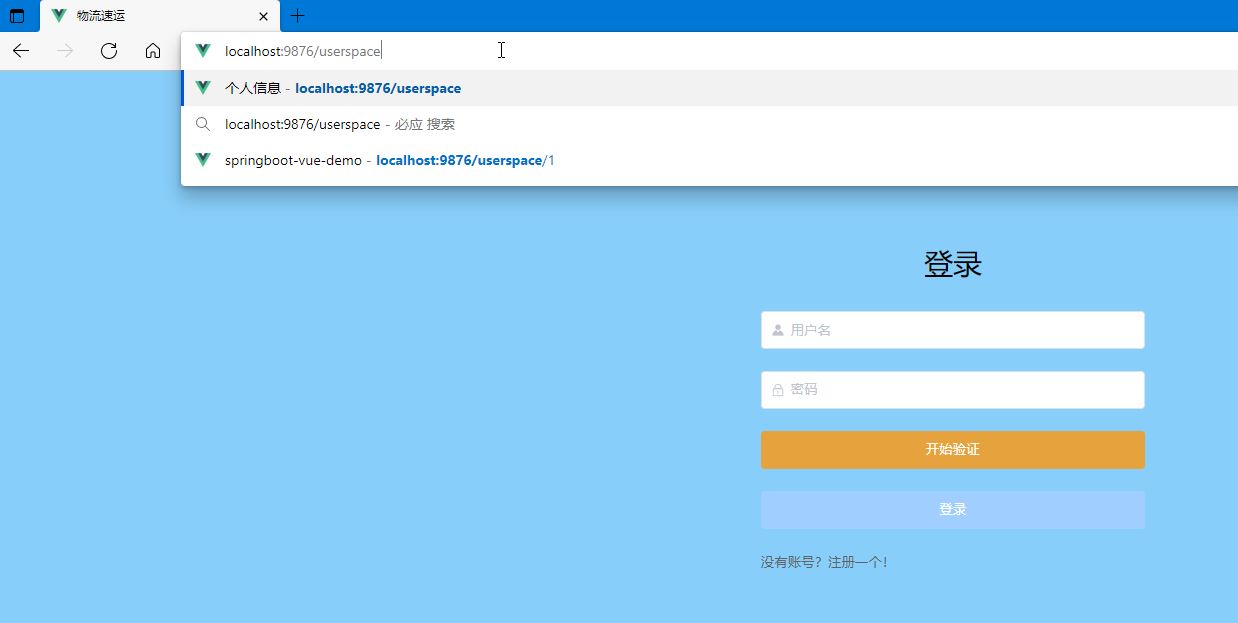 物流速运
localhost:9876/userspace
个人信息 - localhost:9876/userspace
localhost:9876/userspace - 必应 搜索
springboot-vue-demo - localhost:9876/userspace/1
登录
用户名
密码
开始验证
登录
没有账号？注册一个！